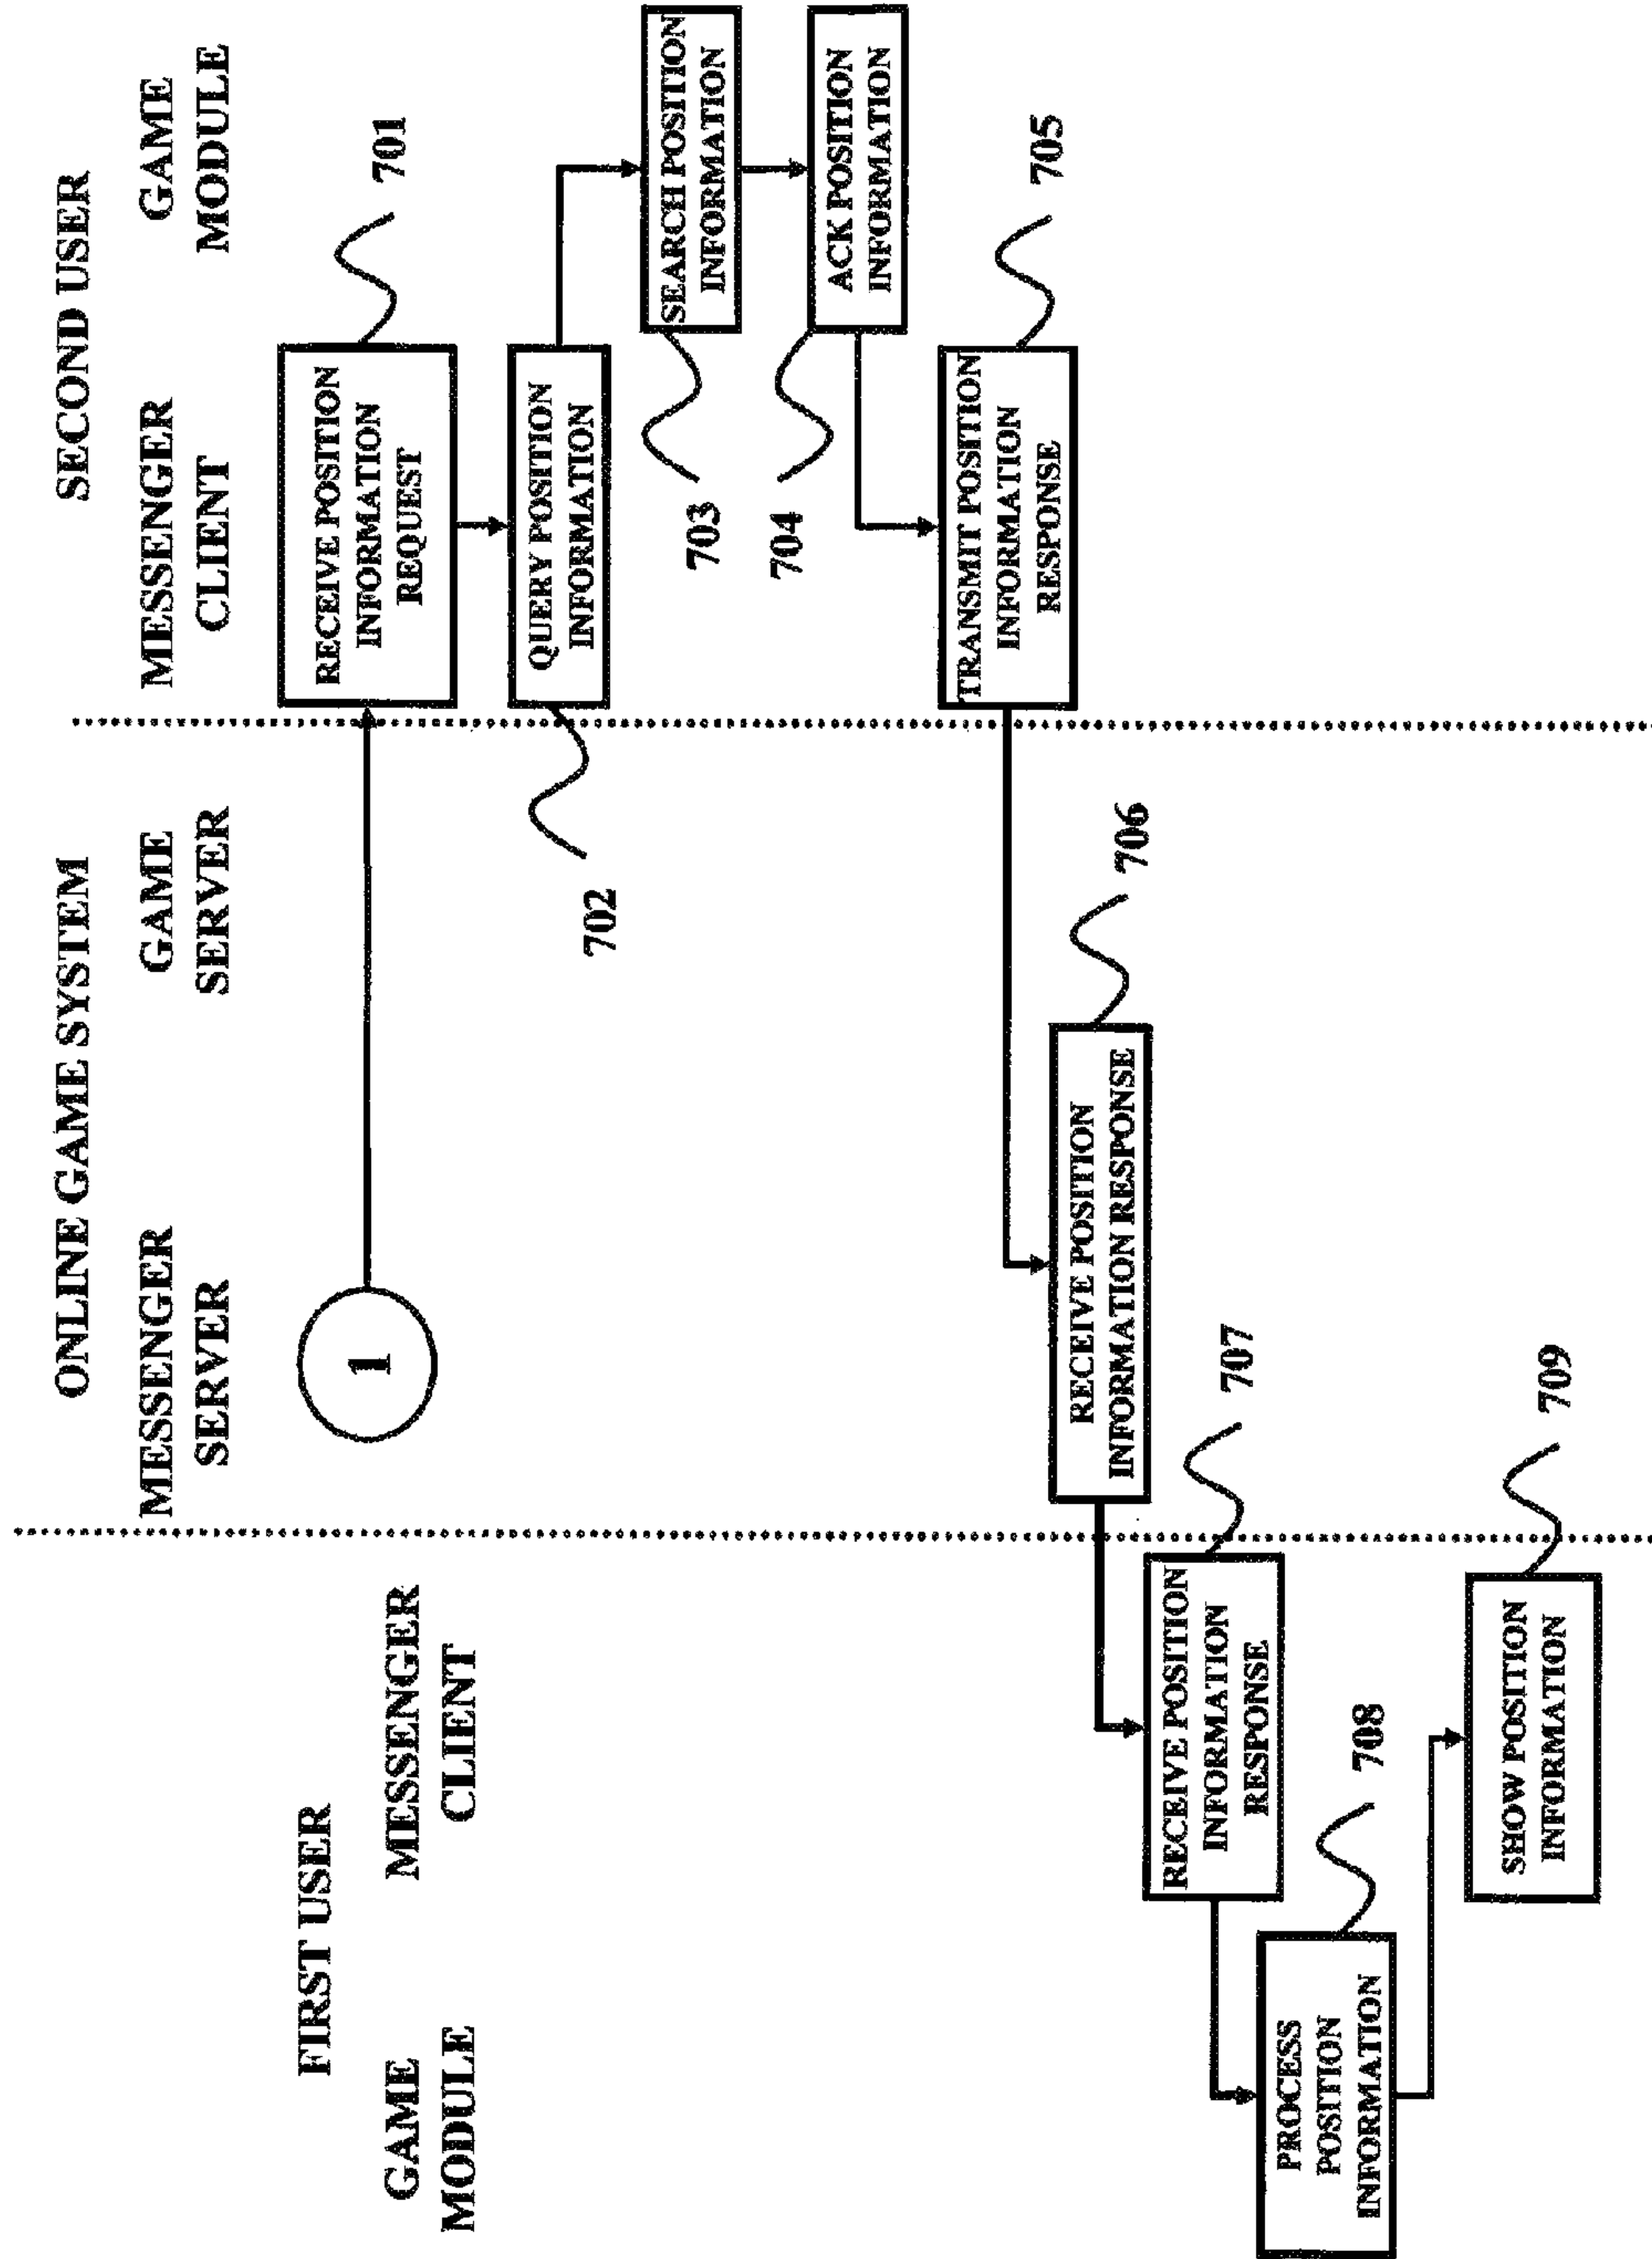 FIRST USER
GAME
MODULE
MESSENGER
CLIENT
ONLINE GAME SYSTEM
MESSENGER
SERVER
GAME
SERVER
SECOND USER
MESSENGER
CLIENT
GAME
MODULE
1
RECEIVE POSITION
INFORMATION
REQUEST
701
QUERY POSITION
INFORMATION
702
SEARCH POSITION
INFORMATION
703
ACK POSITION
INFORMATION
704
TRANSMIT POSITION
INFORMATION
RESPONSE
705
RECEIVE POSITION
INFORMATION RESPONSE
706
RECEIVE POSITION
INFORMATION
RESPONSE
707
PROCESS
POSITION
INFORMATION
708
SHOW POSITION
INFORMATION
709